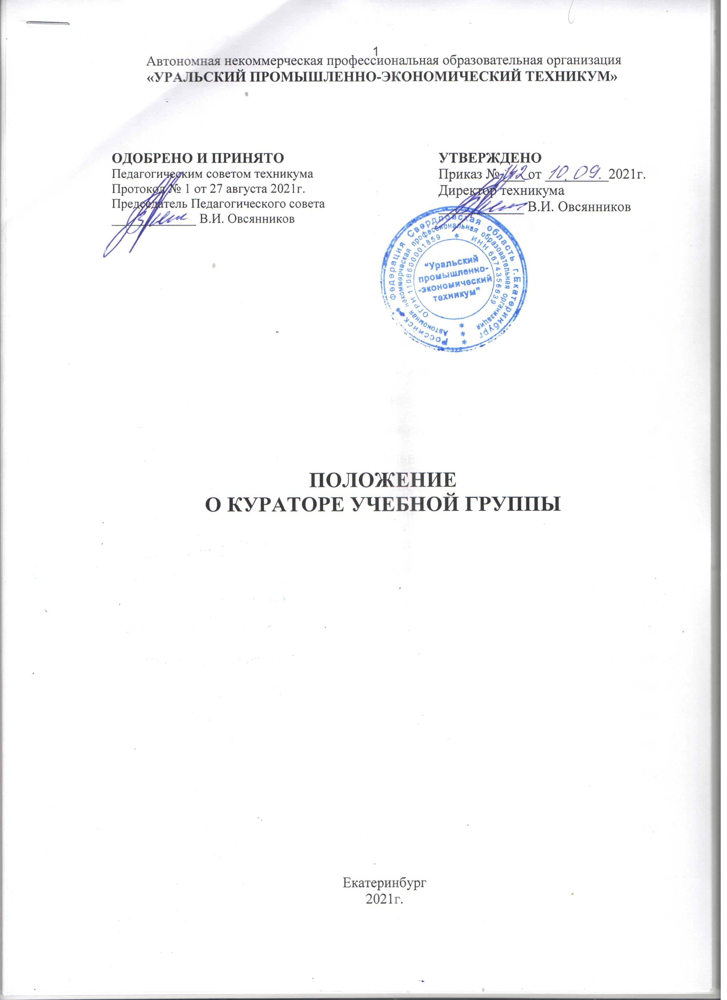 1
Автономная некоммерческая профессиональная образовательная организация
«УРАЛЬСКИЙ ПРОМЫШЛЕННО-ЭКОНОМИЧЕСКИЙ ТЕХНИКУМ»
ОДОБРЕНО И ПРИНЯТО
Педагогическим советом техникума
Протокол № 1 от 27 августа 2021г.
Председатель Педагогического совета
В.И. Овсянников
УТВЕРЖДЕНО
Приказ № от 10.09. 2021г.
Директор техникума
В.И. Овсянников
Российск Федерация Свердловская область г.Екатеринбург
Автономная некоммерческая профессиональная образовательная организация
ОГРН 1106600001859 * ИНН 6674356639
* * *
“Уральский
промышленно-
-экономический
техникум”
ПОЛОЖЕНИЕ
О КУРАТОРЕ УЧЕБНОЙ ГРУППЫ
Екатеринбург
2021г.